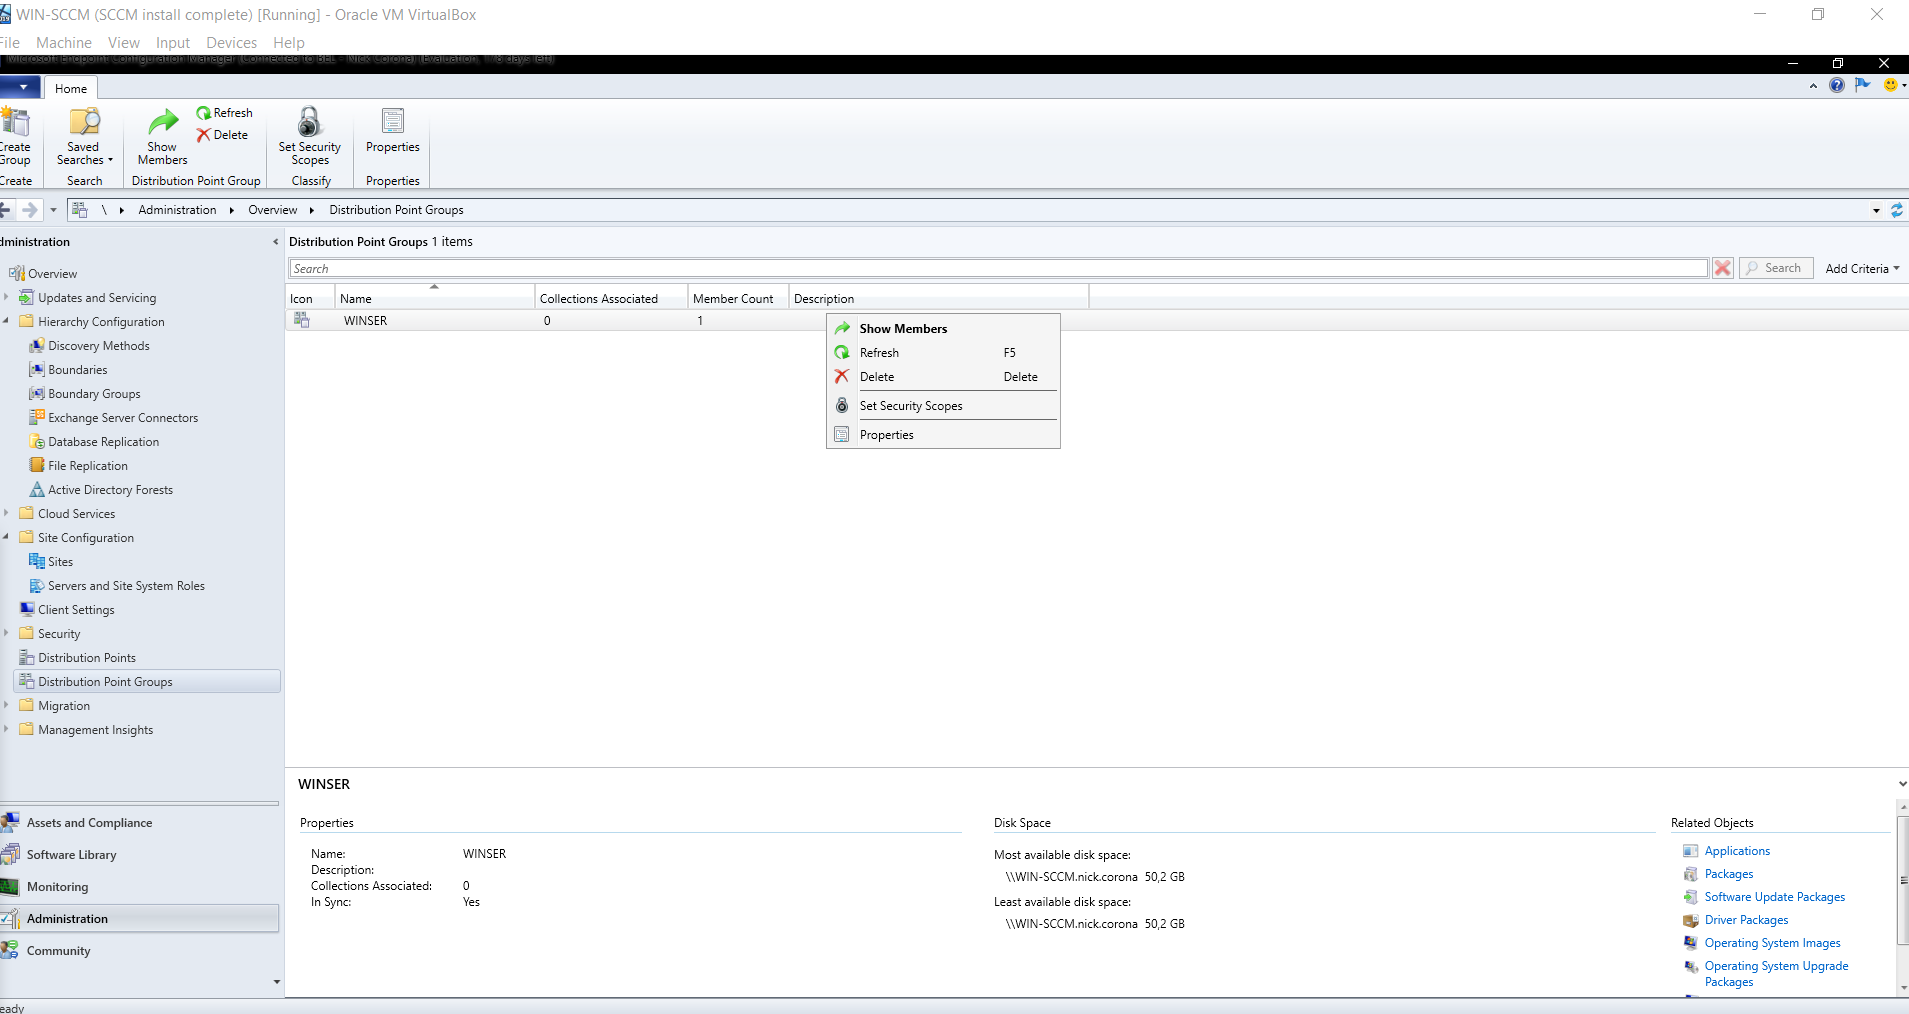 WIN-SCCM (SCCM install complete) [Running] - Oracle VM VirtualBox
File Machine View Input Devices Help
Microsoft Endpoint Configuration Manager (Connected to BEL - Nick Corona) (Evaluation, days left)
Home
Create Group
Saved Searches
Show Members
Refresh
Delete
Set Security Scopes
Properties
Create
Search
Distribution Point Group
Classify
Properties
\ Administration Overview Distribution Point Groups
dministration
Distribution Point Groups 1 items
Search
Search
Add Criteria
Icon Name Collections Associated Member Count Description
WINSER 0 1
Show Members
Refresh F5
Delete Delete
Set Security Scopes
Properties
Overview
Updates and Servicing
Hierarchy Configuration
Discovery Methods
Boundaries
Boundary Groups
Exchange Server Connectors
Database Replication
File Replication
Active Directory Forests
Cloud Services
Site Configuration
Sites
Servers and Site System Roles
Client Settings
Security
Distribution Points
Distribution Point Groups
Migration
Management Insights
Assets and Compliance
Software Library
Monitoring
Administration
Community
WINSER
Properties
Name: WINSER
Description:
Collections Associated: 0
In Sync: Yes
Disk Space
Most available disk space:
\\WIN-SCCM.nick.corona 50,2 GB
Least available disk space:
\\WIN-SCCM.nick.corona 50,2 GB
Related Objects
Applications
Packages
Software Update Packages
Driver Packages
Operating System Images
Operating System Upgrade
Packages
eady